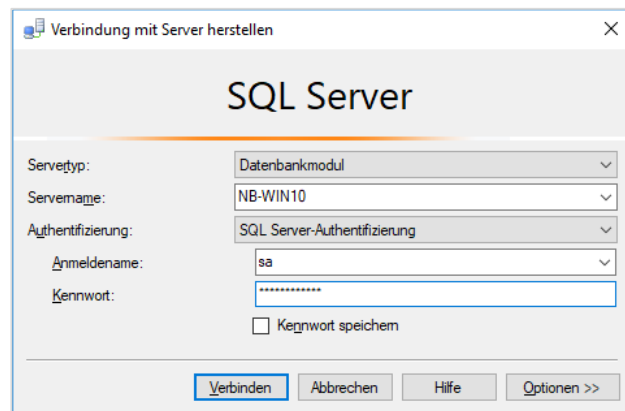 Verbindung mit Server herstellen
SQL Server
Servertyp: Datenbankmodul
Servername: NB-WIN10
Authentifizierung: SQL Server-Authentifizierung
Anmeldename: sa
Kennwort: ************
Kennwort speichern
Verbinden Abbrechen Hilfe Optionen >>